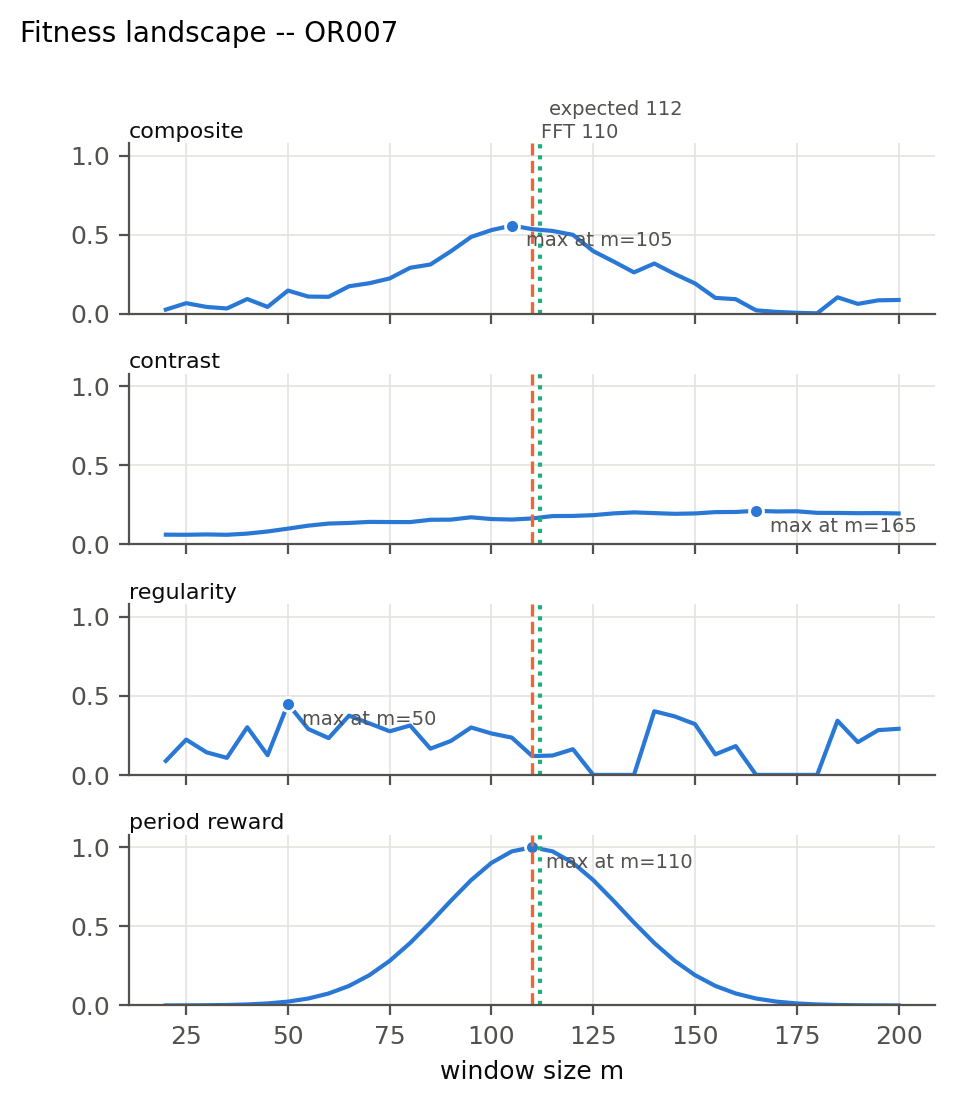 Fitness landscape -- OR007
expected 112
FFT 110
composite
1.0
0.5
0.0
max at m=105
contrast
1.0
0.5
0.0
max at m=165
regularity
1.0
0.5
0.0
max at m=50
period reward
1.0
0.5
0.0
max at m=110
25 50 75 100 125 150 175 200
window size m